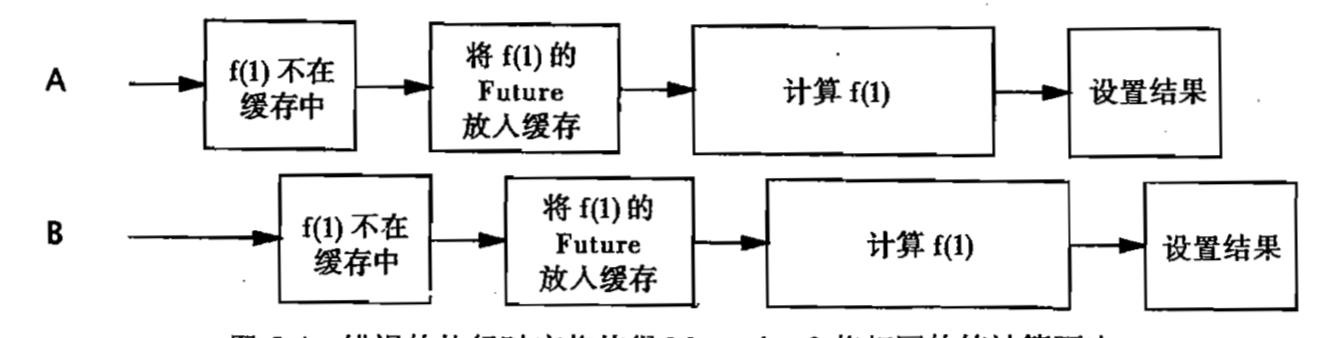 A
f(1) 不在
缓存中
将 f(1) 的
Future
放入缓存
计算 f(1)
设置结果
B
f(1) 不在
缓存中
将 f(1) 的
Future
放入缓存
计算 f(1)
设置结果